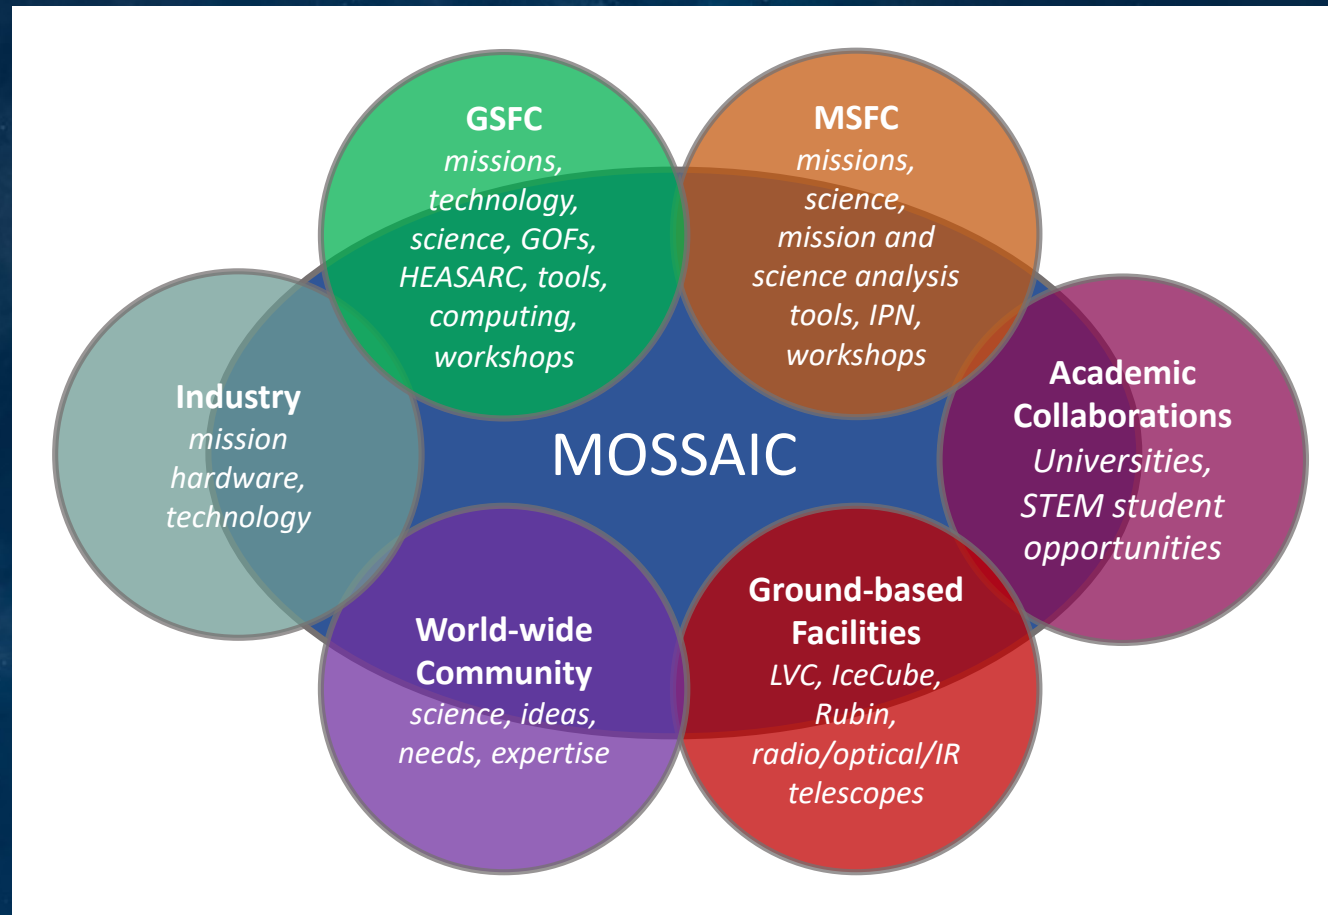 GSFC
missions,
technology,
science, GOFs,
HEASARC, tools,
computing,
workshops
MSFC
missions,
science,
mission and
science analysis
tools, IPN,
workshops
Industry
mission
hardware,
technology
MOSSAIC
Academic
Collaborations
Universities,
STEM student
opportunities
World-wide
Community
science, ideas,
needs, expertise
Ground-based
Facilities
LVC, IceCube,
Rubin,
radio/optical/IR
telescopes